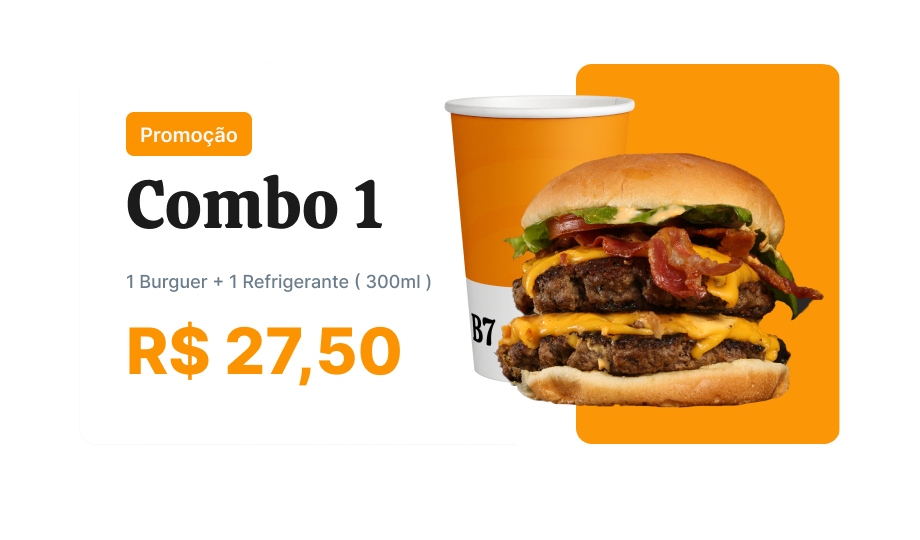 Promoção
Combo 1
1 Burguer + 1 Refrigerante ( 300ml )
R$ 27,50
B7